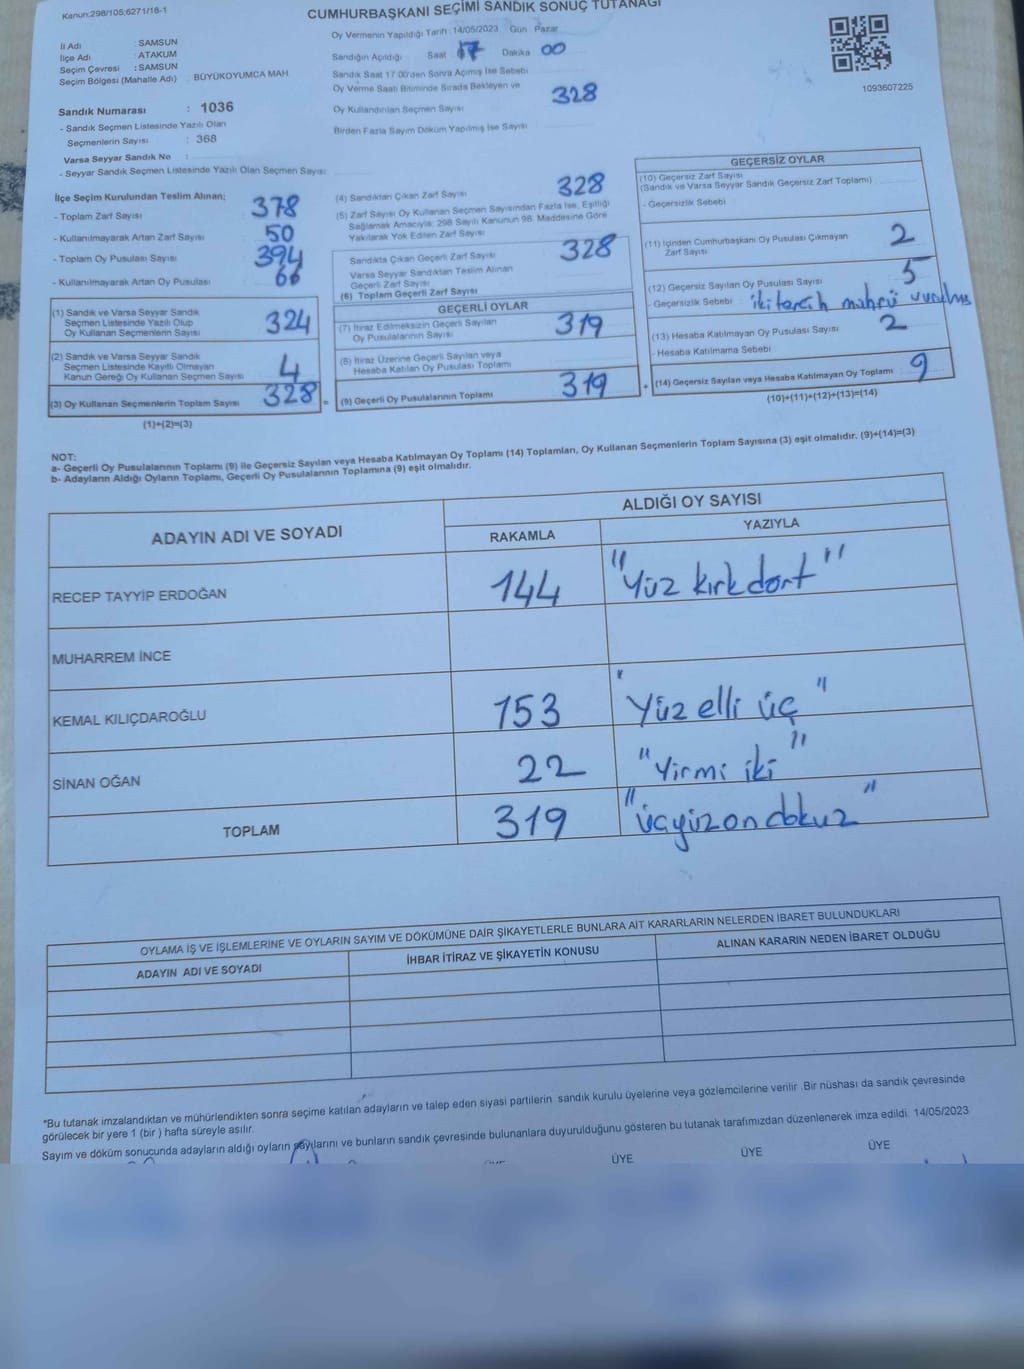 Kanun:298/105;6271/18-1
CUMHURBAŞKANI SEÇİMİ SANDIK SONUÇ TUTANAĞI
İl Adı : SAMSUN
İlçe Adı : ATAKUM
Seçim Çevresi : SAMSUN
Seçim Bölgesi (Mahalle Adı) : BÜYÜKOYUMCA MAH.
Sandık Numarası : 1036
- Sandık Seçmen Listesinde Yazılı Olan
Seçmenlerin Sayısı : 368
Varsa Seyyar Sandık No :
- Seyyar Sandık Seçmen Listesinde Yazılı Olan Seçmen Sayısı
Oy Vermenin Yapıldığı Tarih :14/05/2023 Gün Pazar
Sandığın Açıldığı Saat 17 Dakika 00
Sandık Saat 17.00'den Sonra Açılmış İse Sebebi
Oy Verme Saati Bitiminde Sırada Bekleyen ve
Oy Kullandırılan Seçmen Sayısı 328
Birden Fazla Sayım Döküm Yapılmış İse Sayısı
1093607225
İlçe Seçim Kurulundan Teslim Alınan;
- Toplam Zarf Sayısı 378
- Kullanılmayarak Artan Zarf Sayısı 50
- Toplam Oy Pusulası Sayısı 394
- Kullanılmayarak Artan Oy Pusulası 66
(1) Sandık ve Varsa Seyyar Sandık
Seçmen Listesinde Yazılı Olup
Oy Kullanan Seçmenlerin Sayısı 324
(2) Sandık ve Varsa Seyyar Sandık
Seçmen Listesinde Kayıtlı Olmayan
Kanun Gereği Oy Kullanan Seçmen Sayısı 4
(3) Oy Kullanan Seçmenlerin Toplam Sayısı 328 =
(1)+(2)=(3)
(4) Sandıktan Çıkan Zarf Sayısı 328
(5) Zarf Sayısı Oy Kullanan Seçmen Sayısından Fazla İse, Eşitliği
Sağlamak Amacıyla; 298 Sayılı Kanunun 98. Maddesine Göre
Yakılarak Yok Edilen Zarf Sayısı
Sandıkta Çıkan Geçerli Zarf Sayısı 328
Varsa Seyyar Sandıktan Teslim Alınan
Geçerli Zarf Sayısı
(6) Toplam Geçerli Zarf Sayısı
GEÇERLİ OYLAR
(7) İtiraz Edilmeksizin Geçerli Sayılan
Oy Pusulalarının Sayısı 319
(8) İtiraz Üzerine Geçerli Sayılan veya
Hesaba Katılan Oy Pusulası Toplamı
(9) Geçerli Oy Pusulalarının Toplamı 319 +
GEÇERSİZ OYLAR
(10) Geçersiz Zarf Sayısı
(Sandık ve Varsa Seyyar Sandık Geçersiz Zarf Toplamı)
- Geçersizlik Sebebi
(11) İçinden Cumhurbaşkanı Oy Pusulası Çıkmayan
Zarf Sayısı 2
(12) Geçersiz Sayılan Oy Pusulası Sayısı 5
- Geçersizlik Sebebi iki tercih mührü vurulmuş
(13) Hesaba Katılmayan Oy Pusulası Sayısı 2
- Hesaba Katılmama Sebebi
(14) Geçersiz Sayılan veya Hesaba Katılmayan Oy Toplamı 9
(10)+(11)+(12)+(13)=(14)
NOT:
a- Geçerli Oy Pusulalarının Toplamı (9) ile Geçersiz Sayılan veya Hesaba Katılmayan Oy Toplamı (14) Toplamları, Oy Kullanan Seçmenlerin Toplam Sayısına (3) eşit olmalıdır. (9)+(14)=(3)
b- Adayların Aldığı Oyların Toplamı, Geçerli Oy Pusulalarının Toplamına (9) eşit olmalıdır.
ADAYIN ADI VE SOYADI
ALDIĞI OY SAYISI
RAKAMLA YAZIYLA
RECEP TAYYİP ERDOĞAN 144 "Yüz kırk dört"
MUHARREM İNCE
KEMAL KILIÇDAROĞLU 153 "Yüz elli üç"
SİNAN OĞAN 22 "Yirmi iki"
TOPLAM 319 "üçyüz on dokuz"
OYLAMA İŞ VE İŞLEMLERİNE VE OYLARIN SAYIM VE DÖKÜMÜNE DAİR ŞİKAYETLERLE BUNLARA AİT KARARLARIN NELERDEN İBARET BULUNDUKLARI
ADAYIN ADI VE SOYADI İHBAR İTİRAZ VE ŞİKAYETİN KONUSU ALINAN KARARIN NEDEN İBARET OLDUĞU
*Bu tutanak imzalandıktan ve mühürlendikten sonra seçime katılan adayların ve talep eden siyasi partilerin sandık kurulu üyelerine veya gözlemcilerine verilir .Bir nüshası da sandık çevresinde
görülecek bir yere 1 (bir ) hafta süreyle asılır.
Sayım ve döküm sonucunda adayların aldığı oyların sayılarını ve bunların sandık çevresinde bulunanlara duyurulduğunu gösteren bu tutanak tarafımızdan düzenlenerek imza edildi. 14/05/2023
ÜYE ÜYE ÜYE